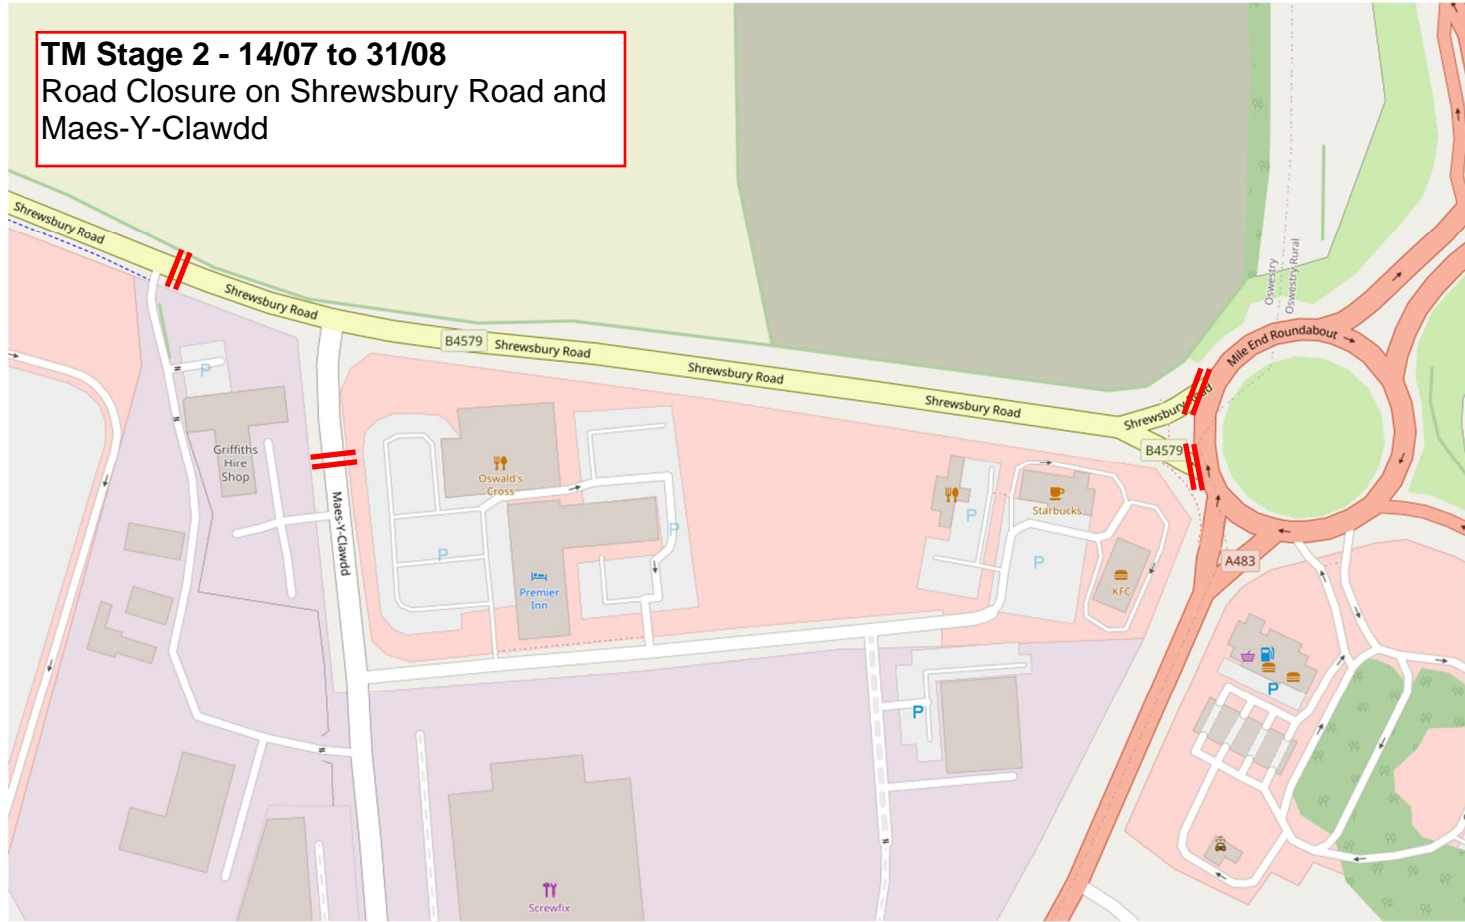 TM Stage 2 - 14/07 to 31/08
Road Closure on Shrewsbury Road and
Maes-Y-Clawdd
Shrewsbury Road
Shrewsbury Road
B4579
Shrewsbury Road
Shrewsbury Road
Shrewsbury Road
Shrewsbury Road
B4579
Mile End Roundabout
Oswestry
Oswestry Rural
A483
P
Griffiths
Hire
Shop
Maes-Y-Clawdd
Oswald's
Cross
P
P
Premier
Inn
P
Starbucks
P
KFC
P
P
Screwfix